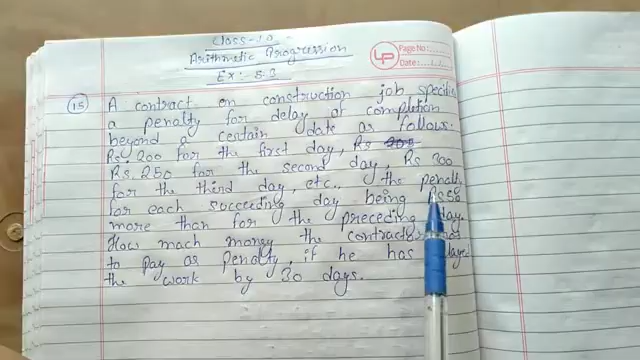 Class-10
Arithmetic Progression
Ex:- 5.3
LP
Page No:
Date:
15
A contract on construction job specifies
a penalty for delay of completion
beyond a certain date as follows.
Rs. 200 for the first day, Rs
Rs. 250 for the second day, Rs 300
for the third day, etc., the penalty
for each succeeding day being Rs 50
more than for the preceding day.
How mach money the contractor
to pay as penalty, if he has
the work by 30 days.